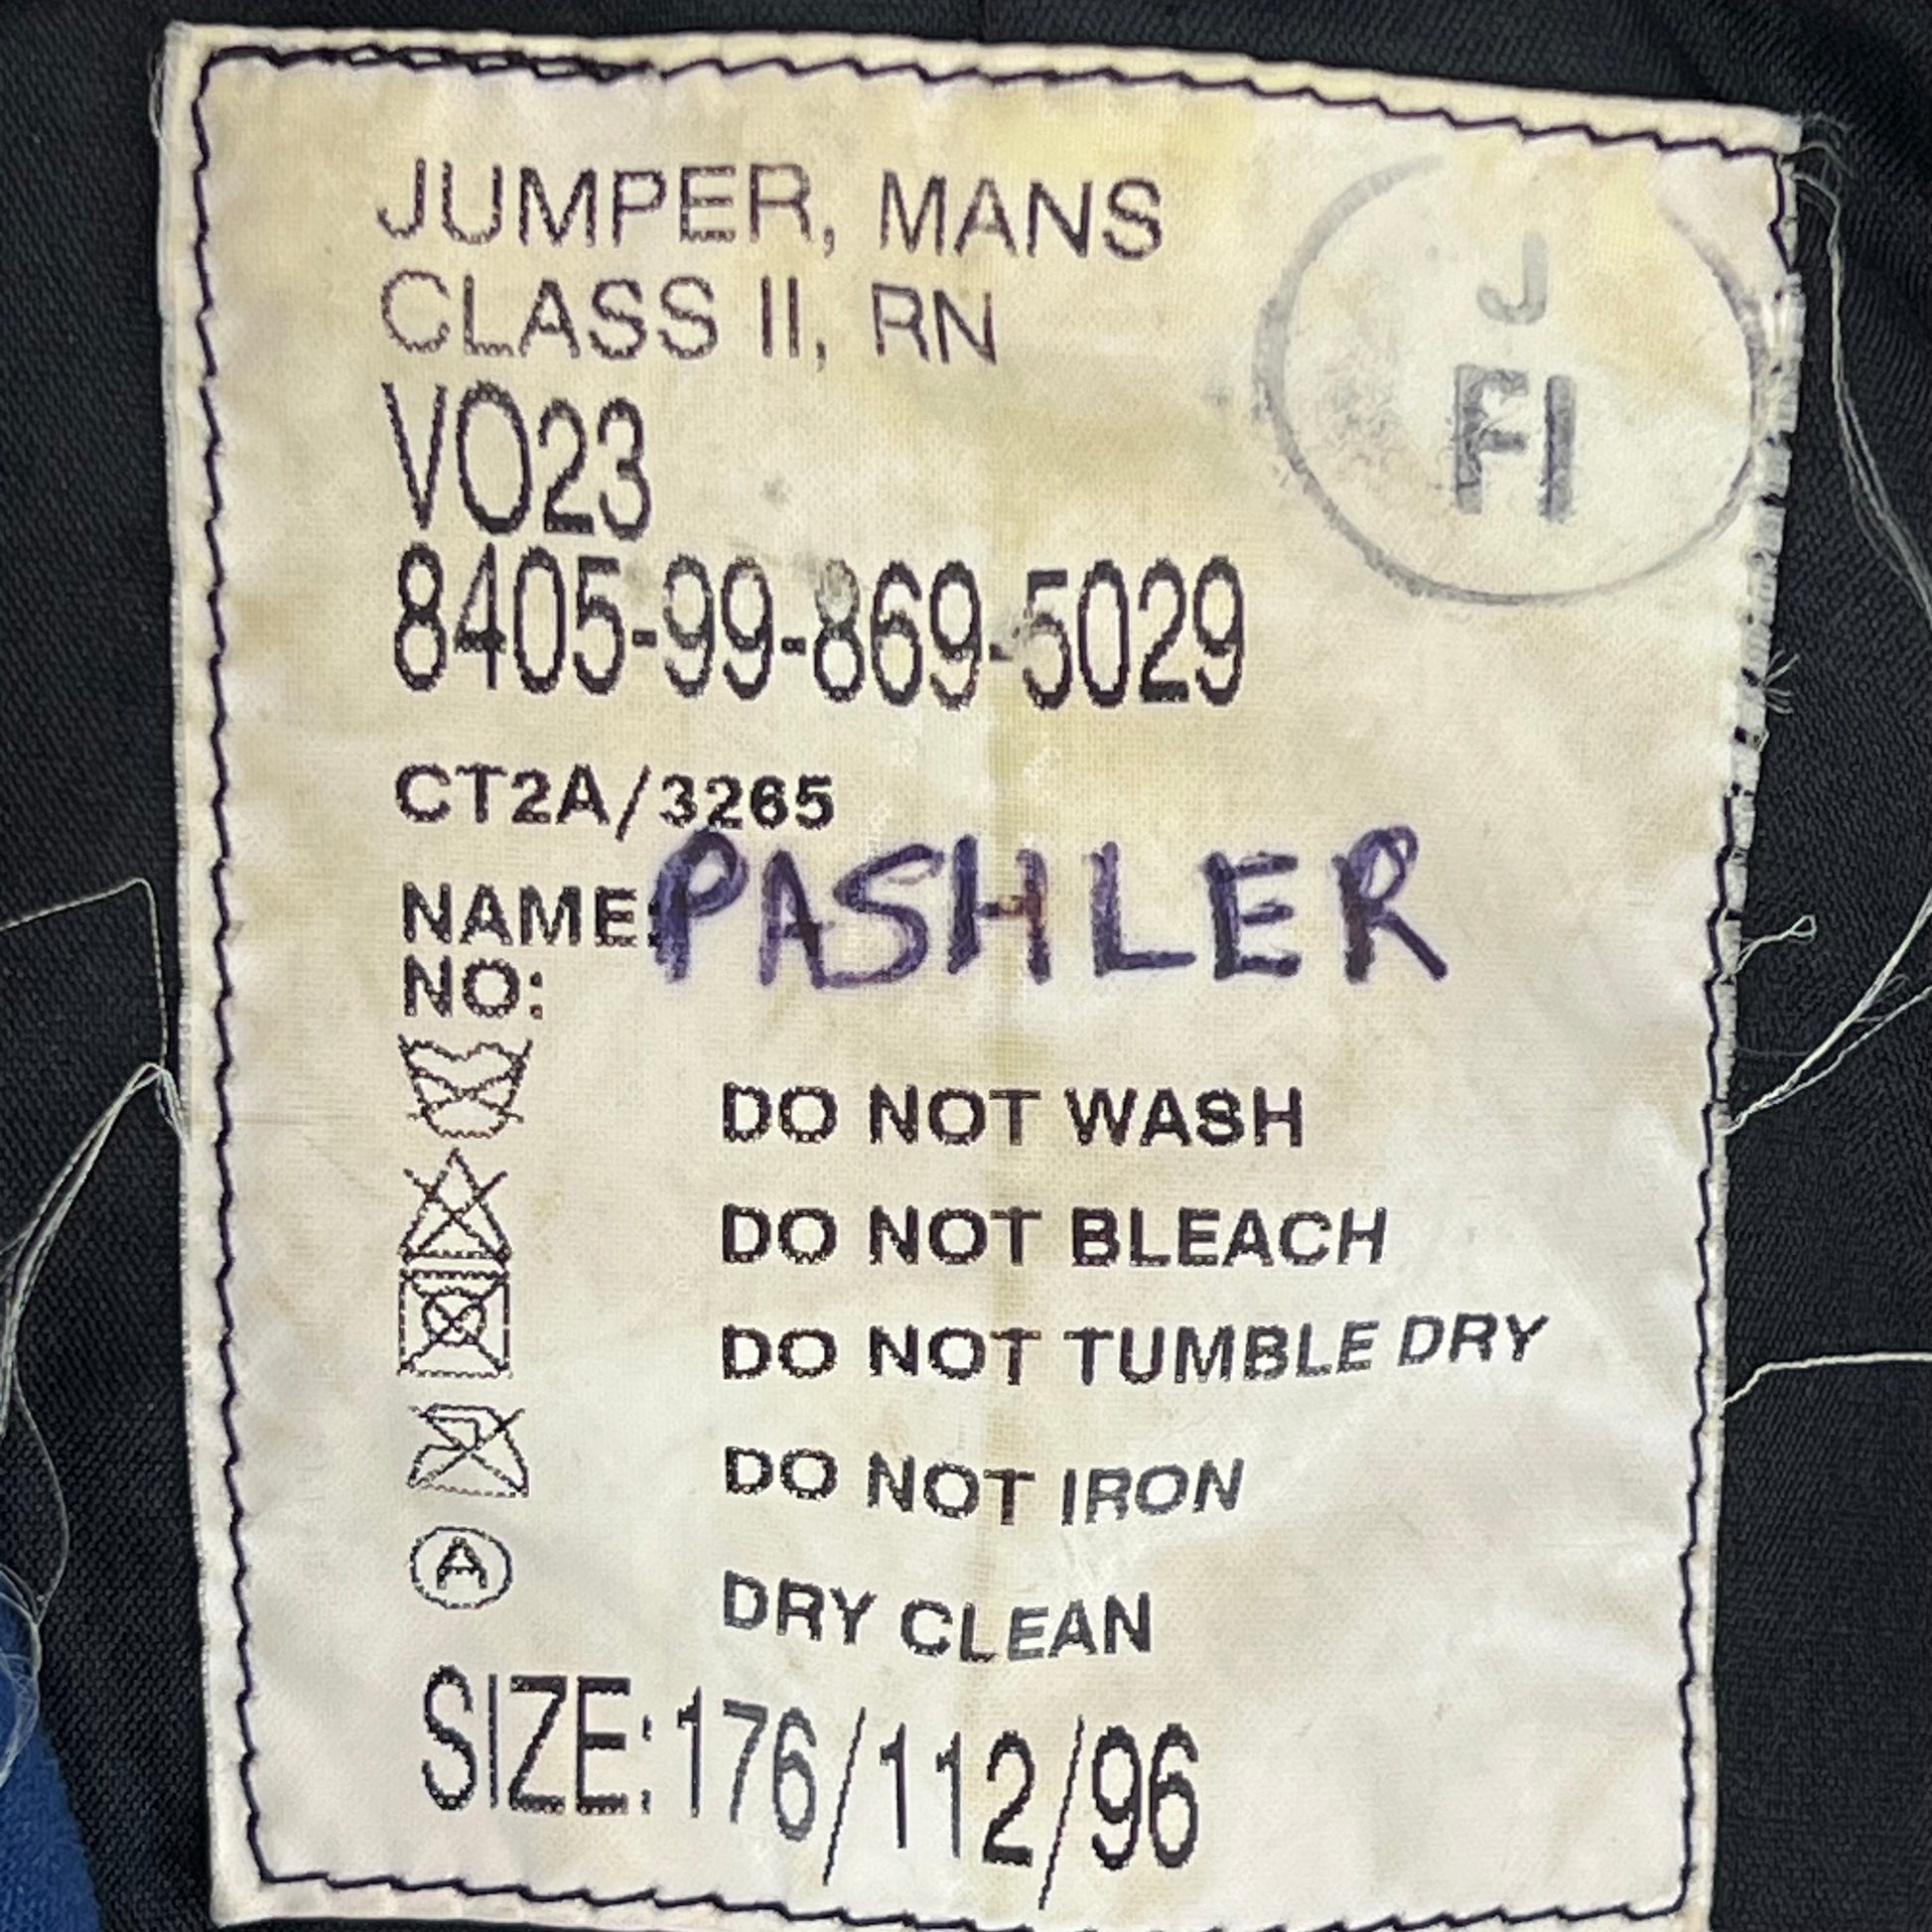 JUMPER, MANS
CLASS II, RN
VO23
8405-99-869-5029
J
FI
CT2A/3265
NAME: PASHLER
NO:
DO NOT WASH
DO NOT BLEACH
DO NOT TUMBLE DRY
DO NOT IRON
A DRY CLEAN
SIZE: 176/112/96